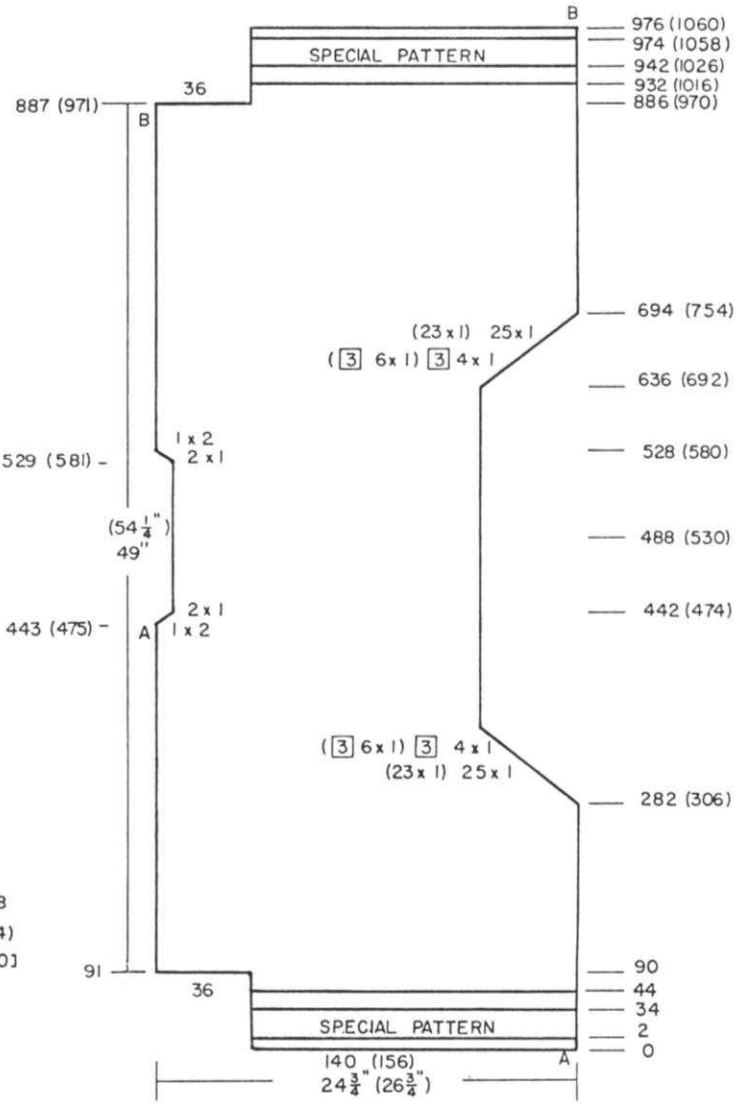 B
976 (1060)
974 (1058)
SPECIAL PATTERN
942 (1026)
932 (1016)
36
887 (971)
886 (970)
B
694 (754)
(23 x 1) 25 x 1
(3 6 x 1) 3 4 x 1
636 (692)
1 x 2
2 x 1
529 (581)
528 (580)
(54 1/4")
49"
488 (530)
2 x 1
442 (474)
443 (475)
A
1 x 2
(3 6 x 1) 3 4 x 1
(23 x 1) 25 x 1
282 (306)
8
4)
0]
91
90
36
44
34
SPECIAL PATTERN
2
A
0
140 (156)
24 3/4" (26 3/4")